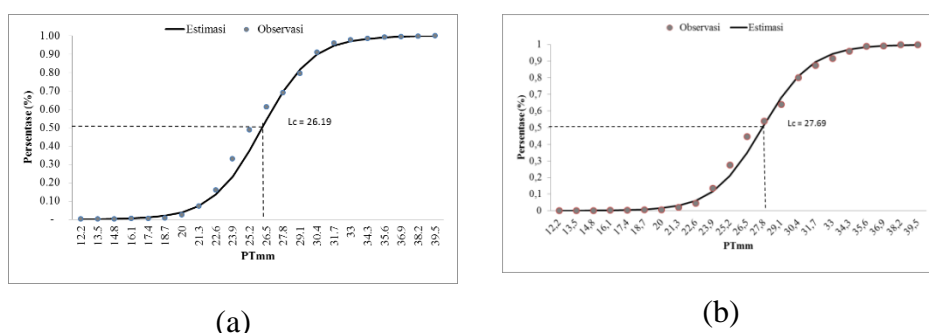 Estimasi Observasi
1.00
0.90
0.80
0.70
0.60
0.50
0.40
0.30
0.20
0.10
-
Persentase (%)
Lc = 26.19
12.2 13.5 14.8 16.1 17.4 18.7 20 21.3 22.6 23.9 25.2 26.5 27.8 29.1 30.4 31.7 33 34.3 35.6 36.9 38.2 39.5
PTmm
(a)
Observasi Estimasi
1
0,9
0,8
0,7
0,6
0,5
0,4
0,3
0,2
0,1
0
Persentase (%)
Lc = 27.69
12,2 13,5 14,8 16,1 17,4 18,7 20 21,3 22,6 23,9 25,2 26,5 27,8 29,1 30,4 31,7 33 34,3 35,6 36,9 38,2 39,5
PTmm
(b)